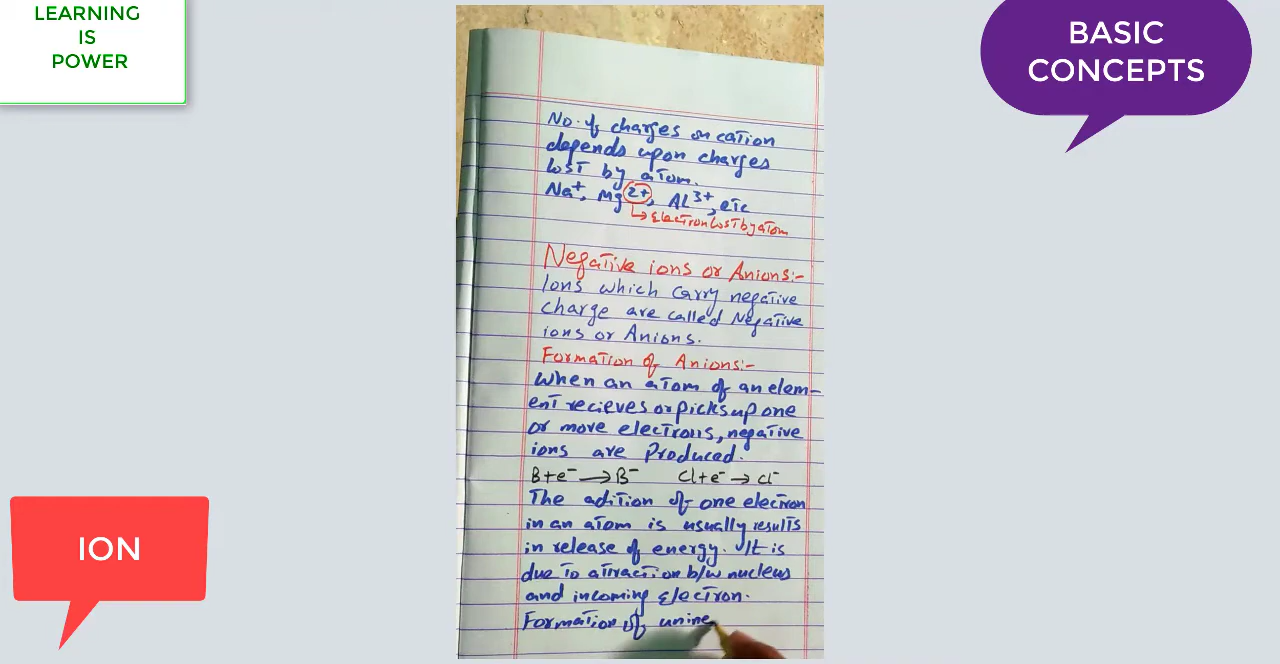 LEARNING
IS
POWER
BASIC
CONCEPTS
No. of charges on cation
depends upon charges
lost by atom.
Na⁺, Mg²⁺, Al³⁺, etc
↳ Electron lost by atom
Negative ions or Anions:-
Ions which carry negative
charge are called Negative
ions or Anions.
Formation of Anions:-
When an atom of an elem-
ent recieves or picks up one
or more electrons, negative
ions are Produced.
B+e⁻ → B⁻ Cl+e⁻ → Cl⁻
The adition of one electron
in an atom is usually results
in release of energy. It is
due to attraction b/w nucleus
and incoming Electron.
Formation of unine
ION